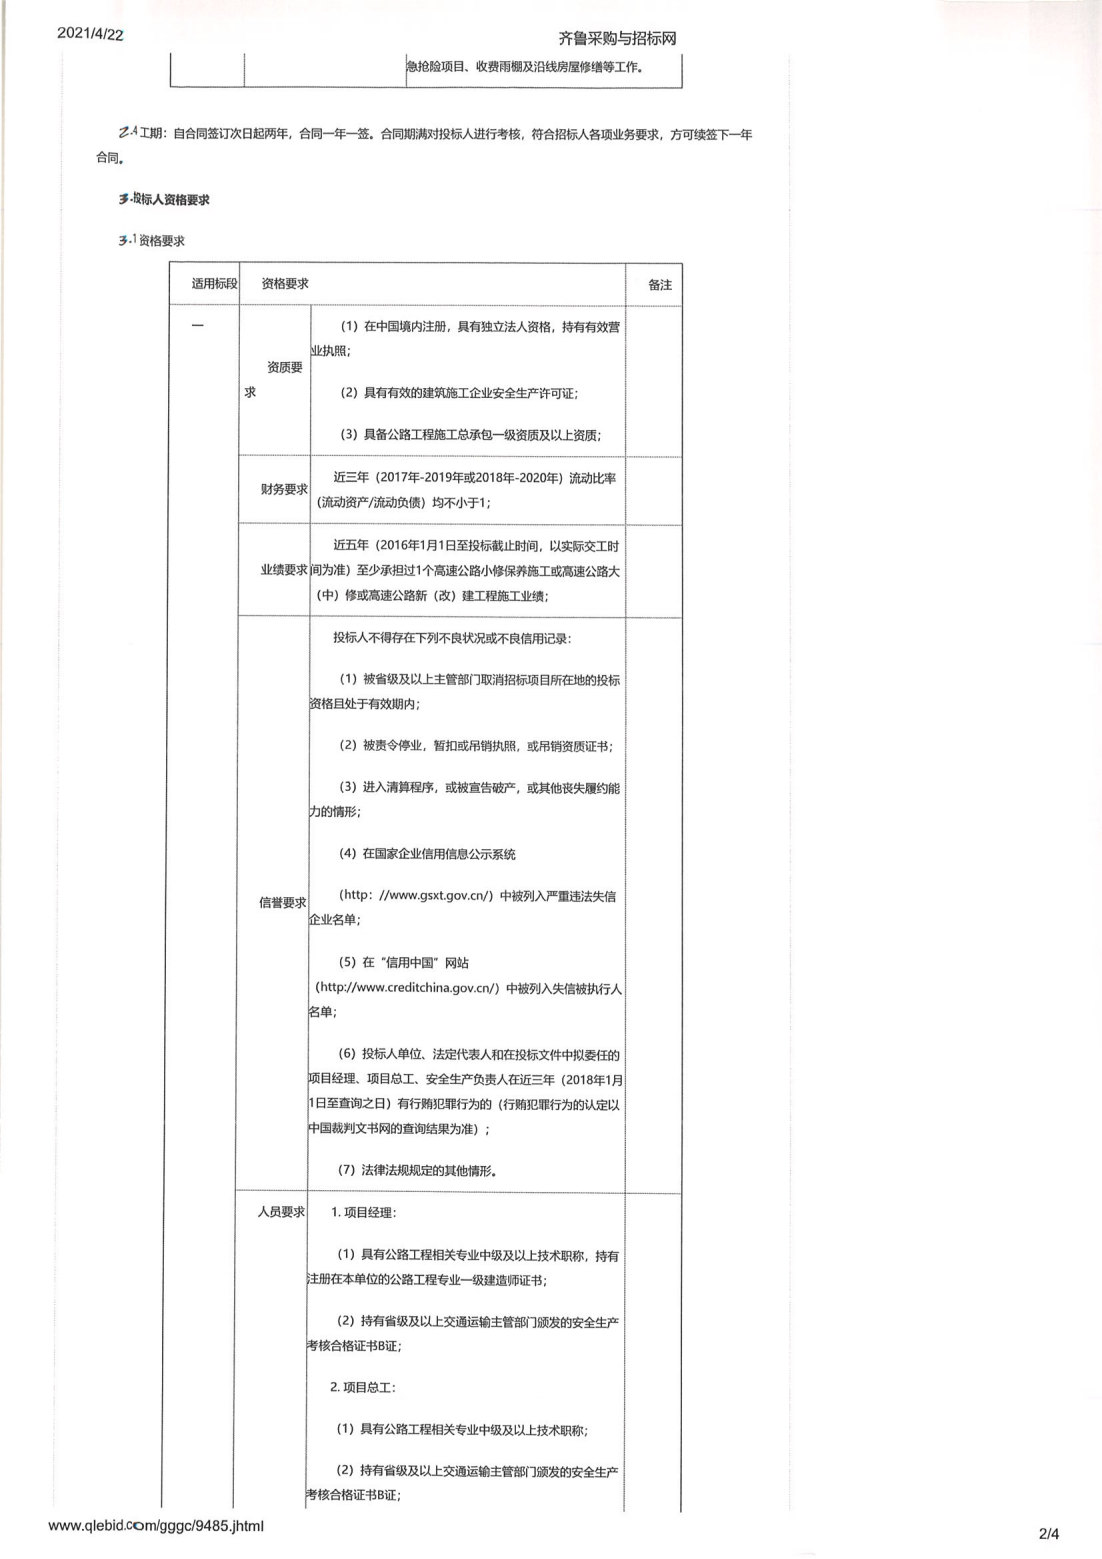 2021/4/22
齐鲁采购与招标网
急抢险项目、收费雨棚及沿线房屋修缮等工作。
2.4工期：自合同签订次日起两年，合同一年一签。合同期满对投标人进行考核，符合招标人各项业务要求，方可续签下一年
合同。
3.投标人资格要求
3.1资格要求
适用标段
资格要求
备注
一
资质要
求
（1）在中国境内注册，具有独立法人资格，持有有效营
业执照；
（2）具有有效的建筑施工企业安全生产许可证；
（3）具备公路工程施工总承包一级资质及以上资质；
财务要求
近三年（2017年-2019年或2018年-2020年）流动比率
（流动资产/流动负债）均不小于1；
业绩要求
近五年（2016年1月1日至投标截止时间，以实际交工时
间为准）至少承担过1个高速公路小修保养施工或高速公路大
（中）修或高速公路新（改）建工程施工业绩；
信誉要求
投标人不得存在下列不良状况或不良信用记录：
（1）被省级及以上主管部门取消招标项目所在地的投标
资格且处于有效期内；
（2）被责令停业，暂扣或吊销执照，或吊销资质证书；
（3）进入清算程序，或被宣告破产，或其他丧失履约能
力的情形；
（4）在国家企业信用信息公示系统
（http：//www.gsxt.gov.cn/）中被列入严重违法失信
企业名单；
（5）在“信用中国”网站
（http://www.creditchina.gov.cn/）中被列入失信被执行人
名单；
（6）投标人单位、法定代表人和在投标文件中拟委任的
项目经理、项目总工、安全生产负责人在近三年（2018年1月
1日至查询之日）有行贿犯罪行为的（行贿犯罪行为的认定以
中国裁判文书网的查询结果为准）；
（7）法律法规规定的其他情形。
人员要求
1. 项目经理：
（1）具有公路工程相关专业中级及以上技术职称，持有
注册在本单位的公路工程专业一级建造师证书；
（2）持有省级及以上交通运输主管部门颁发的安全生产
考核合格证书B证；
2. 项目总工：
（1）具有公路工程相关专业中级及以上技术职称；
（2）持有省级及以上交通运输主管部门颁发的安全生产
考核合格证书B证；
www.qlebid.com/gggc/9485.jhtml
2/4